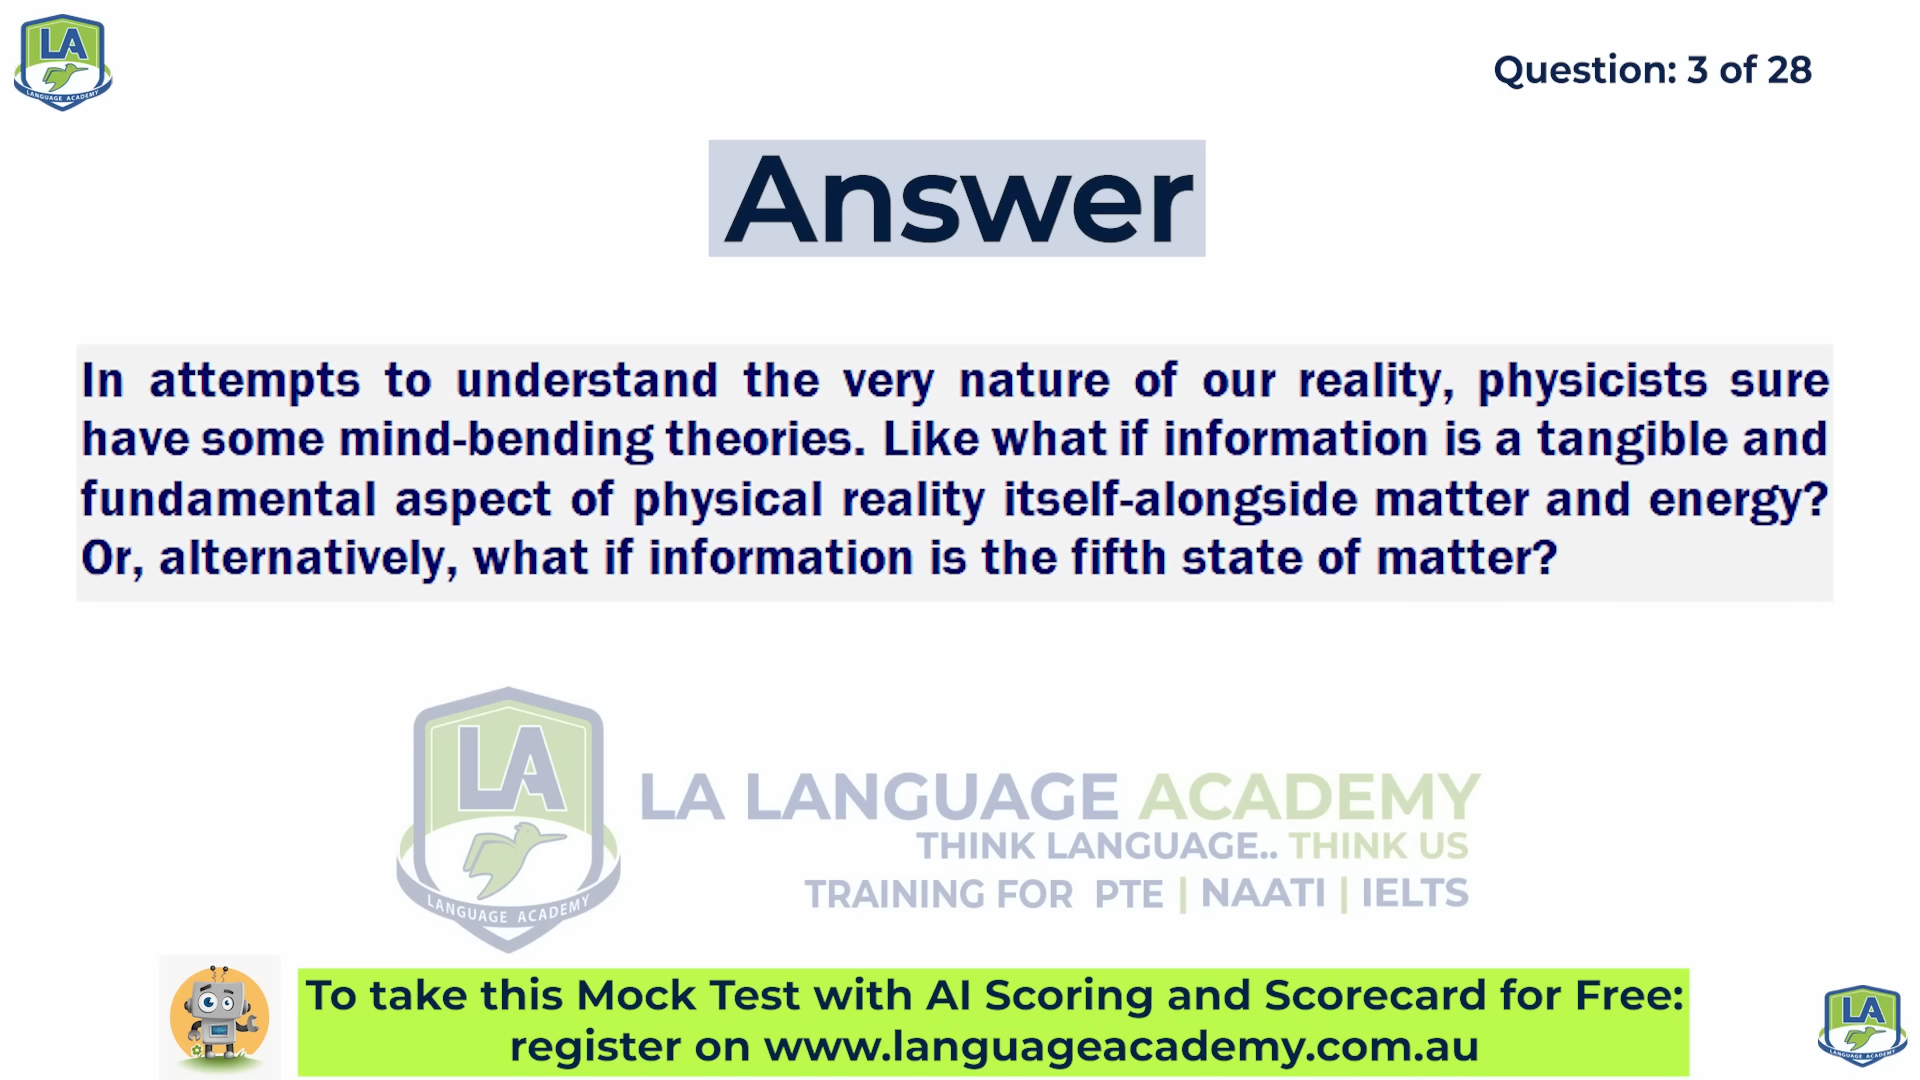 LA
LANGUAGE ACADEMY
Question: 3 of 28
Answer
In attempts to understand the very nature of our reality, physicists sure
have some mind-bending theories. Like what if information is a tangible and
fundamental aspect of physical reality itself-alongside matter and energy?
Or, alternatively, what if information is the fifth state of matter?
LA
LANGUAGE ACADEMY
LA LANGUAGE ACADEMY
THINK LANGUAGE.. THINK US
TRAINING FOR PTE | NAATI | IELTS
To take this Mock Test with AI Scoring and Scorecard for Free:
register on www.languageacademy.com.au
LA
LANGUAGE ACADEMY